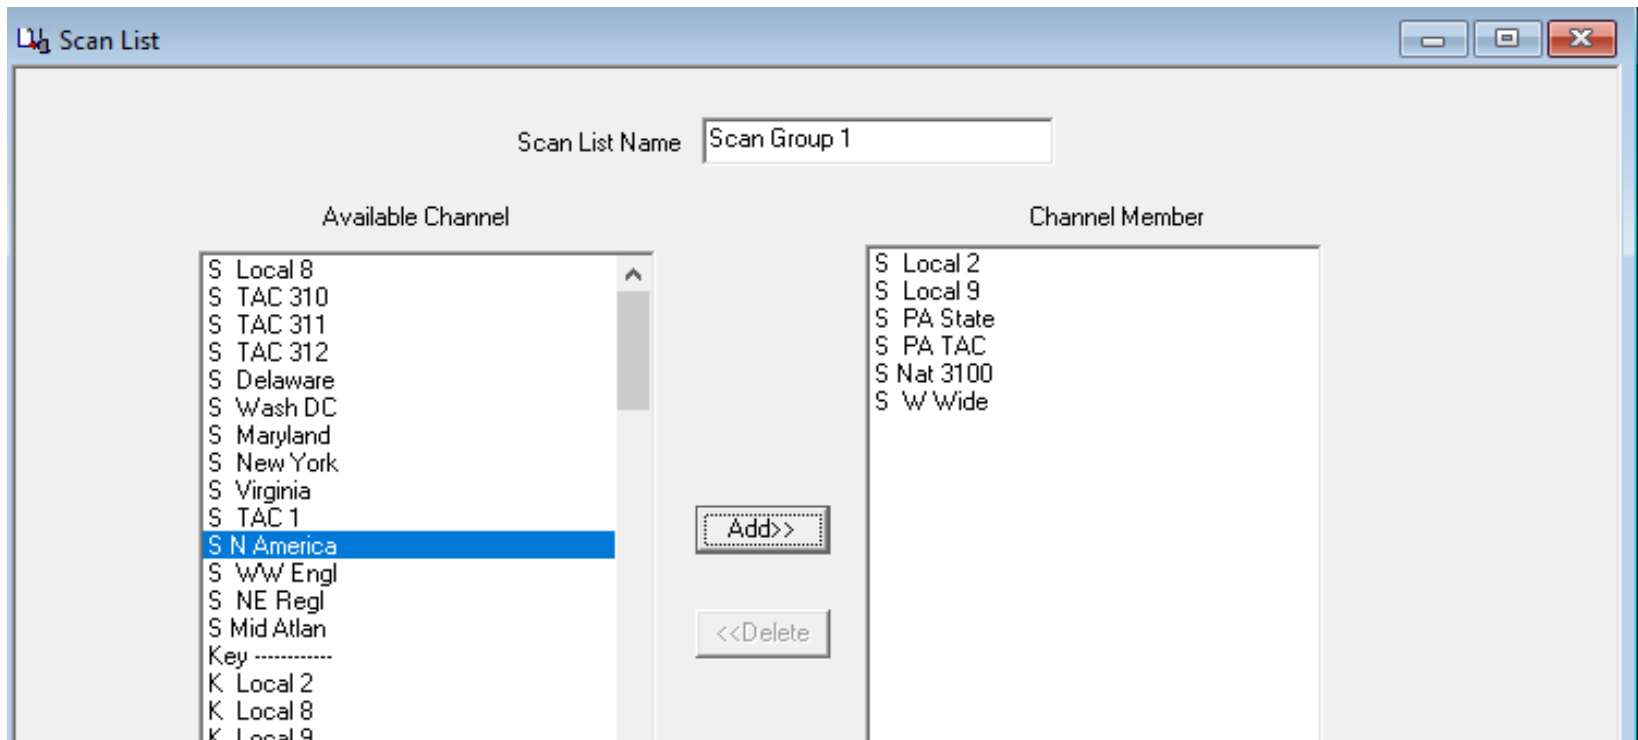 Scan List
Scan List Name Scan Group 1
Available Channel
S Local 8
S TAC 310
S TAC 311
S TAC 312
S Delaware
S Wash DC
S Maryland
S New York
S Virginia
S TAC 1
S N America
S WW Engl
S NE Regl
S Mid Atlan
Key ------------
K Local 2
K Local 8
K Local 9
Add>>
<<Delete
Channel Member
S Local 2
S Local 9
S PA State
S PA TAC
S Nat 3100
S W Wide